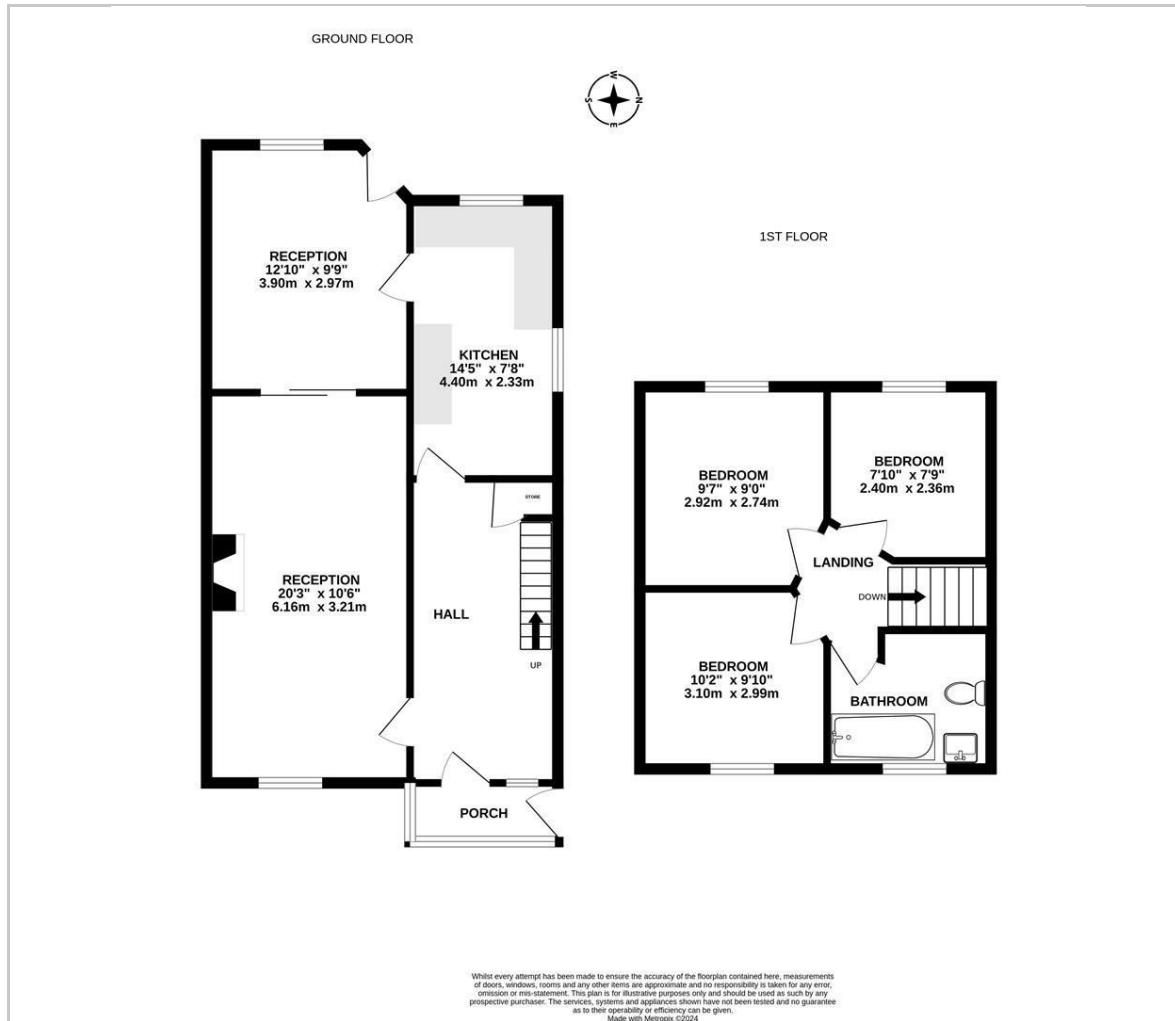 GROUND FLOOR
W
N
S
E
RECEPTION
12'10" x 9'9"
3.90m x 2.97m
KITCHEN
14'5" x 7'8"
4.40m x 2.33m
STORE
RECEPTION
20'3" x 10'6"
6.16m x 3.21m
HALL
UP
PORCH
1ST FLOOR
BEDROOM
9'7" x 9'0"
2.92m x 2.74m
BEDROOM
7'10" x 7'9"
2.40m x 2.36m
LANDING
DOWN
BEDROOM
10'2" x 9'10"
3.10m x 2.99m
BATHROOM
Whilst every attempt has been made to ensure the accuracy of the floorplan contained here, measurements
of doors, windows, rooms and any other items are approximate and no responsibility is taken for any error,
omission or mis-statement. This plan is for illustrative purposes only and should be used as such by any
prospective purchaser. The services, systems and appliances shown have not been tested and no guarantee
as to their operability or efficiency can be given.
Made with Metropix ©2024